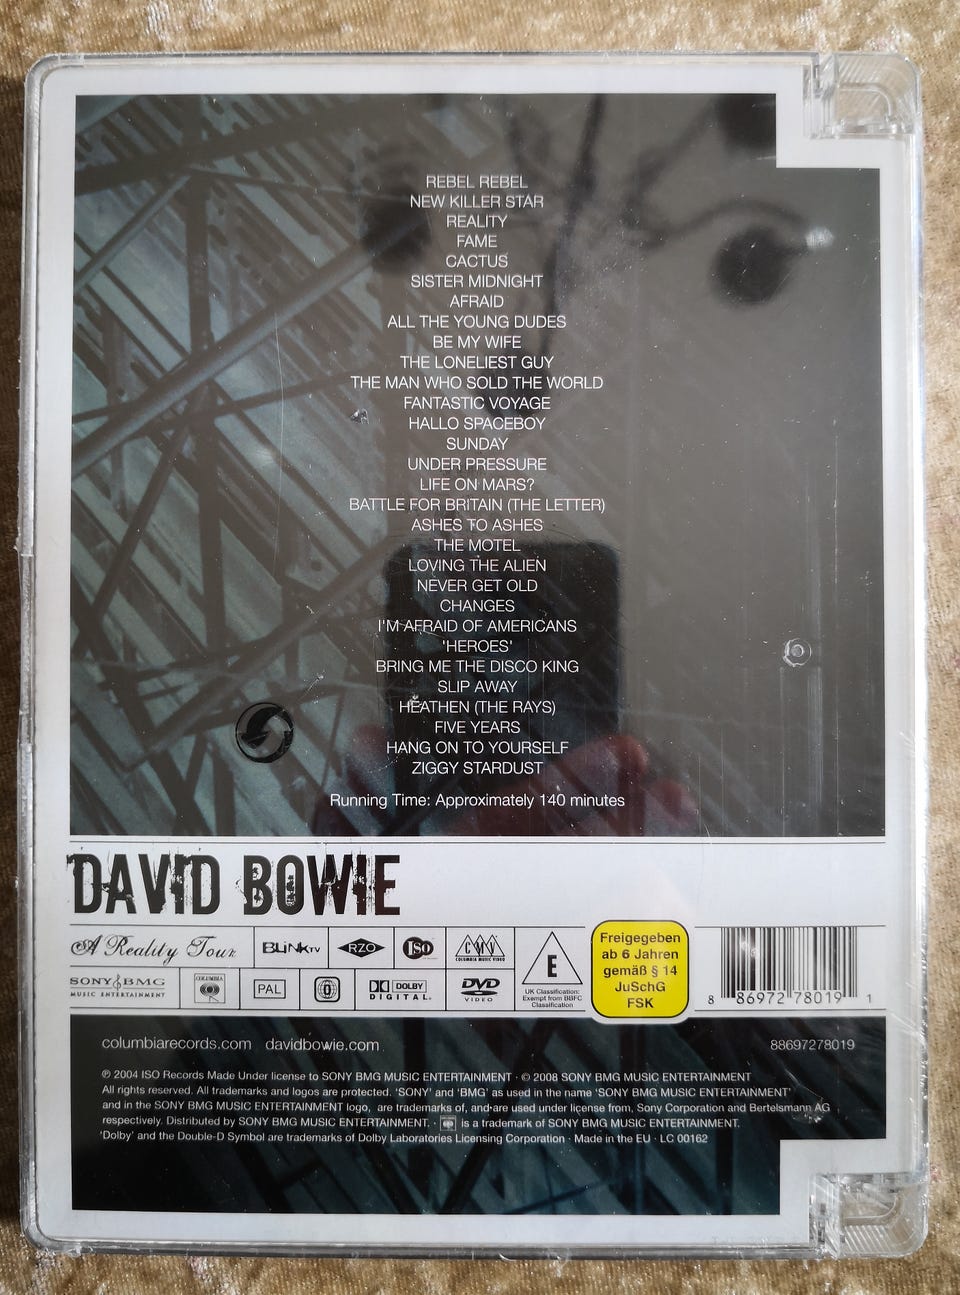 REBEL REBEL
NEW KILLER STAR
REALITY
FAME
CACTUS
SISTER MIDNIGHT
AFRAID
ALL THE YOUNG DUDES
BE MY WIFE
THE LONELIEST GUY
THE MAN WHO SOLD THE WORLD
FANTASTIC VOYAGE
HALLO SPACEBOY
SUNDAY
UNDER PRESSURE
LIFE ON MARS?
BATTLE FOR BRITAIN (THE LETTER)
ASHES TO ASHES
THE MOTEL
LOVING THE ALIEN
NEVER GET OLD
CHANGES
I'M AFRAID OF AMERICANS
'HEROES'
BRING ME THE DISCO KING
SLIP AWAY
HEATHEN (THE RAYS)
FIVE YEARS
HANG ON TO YOURSELF
ZIGGY STARDUST
Running Time: Approximately 140 minutes
DAVID BOWIE
A Reality Tour
BLINK TV
RZO
ISO
CMV
COLUMBIA MUSIC VIDEO
SONY BMG
MUSIC ENTERTAINMENT
COLUMBIA
PAL
0
DOLBY
DIGITAL
DVD
VIDEO
E
UK Classification:
Exempt from BBFC
Classification
Freigegeben
ab 6 Jahren
gemäß § 14
JuSchG
FSK
8 86972 78019 1
columbiarecords.com davidbowie.com
88697278019
℗ 2004 ISO Records Made Under license to SONY BMG MUSIC ENTERTAINMENT · © 2008 SONY BMG MUSIC ENTERTAINMENT
All rights reserved. All trademarks and logos are protected. 'SONY' and 'BMG' as used in the name 'SONY BMG MUSIC ENTERTAINMENT'
and in the SONY BMG MUSIC ENTERTAINMENT logo, are trademarks of, and are used under license from, Sony Corporation and Bertelsmann AG
respectively. Distributed by SONY BMG MUSIC ENTERTAINMENT. · is a trademark of SONY BMG MUSIC ENTERTAINMENT.
'Dolby' and the Double-D Symbol are trademarks of Dolby Laboratories Licensing Corporation · Made in the EU · LC 00162